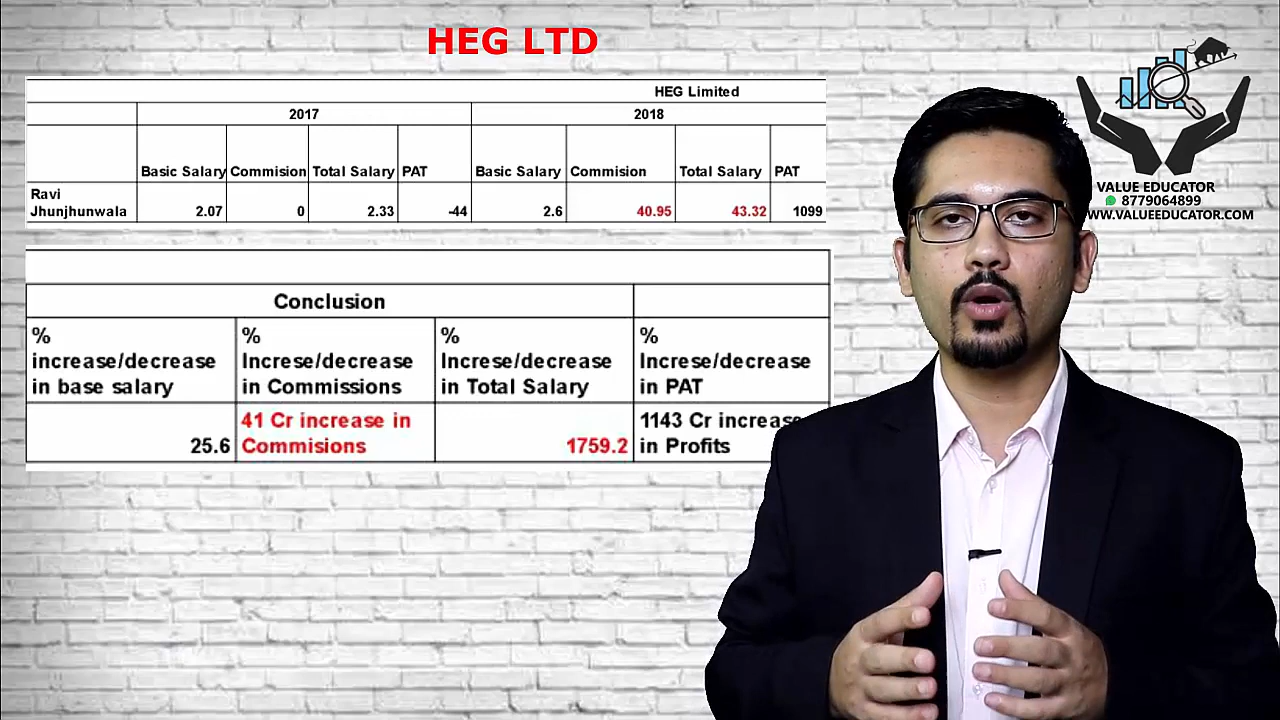 HEG LTD
HEG Limited
2017 2018
Basic Salary Commision Total Salary PAT Basic Salary Commision Total Salary PAT
Ravi
Jhunjhunwala 2.07 0 2.33 -44 2.6 40.95 43.32 1099
Conclusion
%
increase/decrease
in base salary
%
Increse/decrease
in Commissions
%
Increse/decrease
in Total Salary
%
Increse/decrease
in PAT
25.6
41 Cr increase in
Commisions
1759.2
1143 Cr increase
in Profits
VALUE EDUCATOR
8779064899
WWW.VALUEEDUCATOR.COM